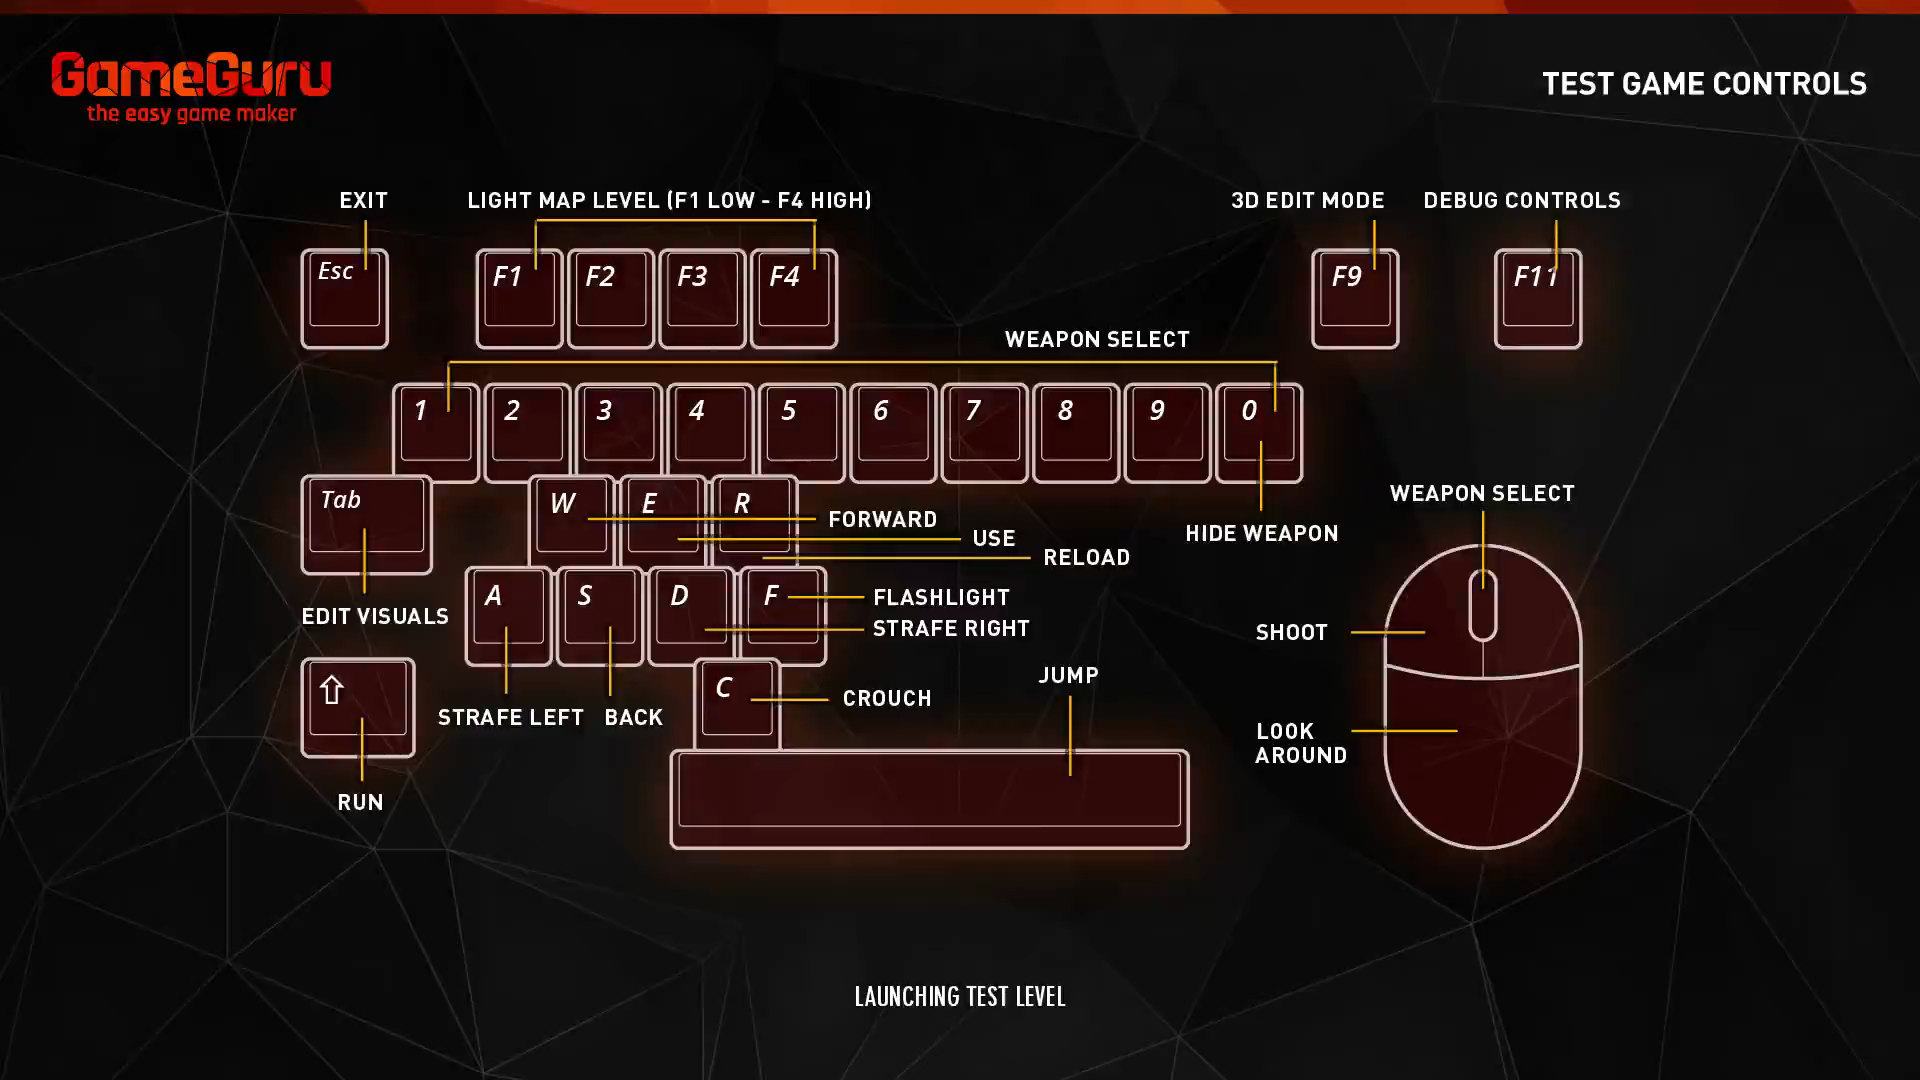 GameGuru
the easy game maker
TEST GAME CONTROLS
EXIT
LIGHT MAP LEVEL (F1 LOW - F4 HIGH)
3D EDIT MODE
DEBUG CONTROLS
Esc
F1
F2
F3
F4
F9
F11
WEAPON SELECT
1
2
3
4
5
6
7
8
9
0
Tab
W
E
R
FORWARD
USE
RELOAD
HIDE WEAPON
WEAPON SELECT
EDIT VISUALS
A
S
D
F
FLASHLIGHT
STRAFE RIGHT
SHOOT
STRAFE LEFT
BACK
C
CROUCH
JUMP
LOOK
AROUND
RUN
LAUNCHING TEST LEVEL